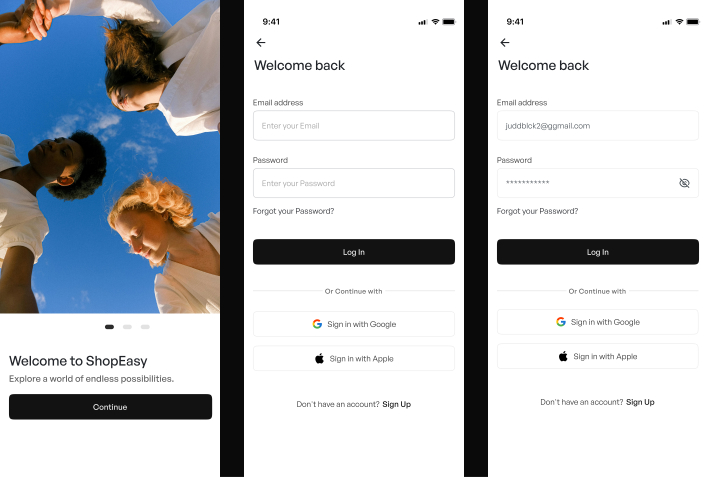 Welcome to ShopEasy
Explore a world of endless possibilities.
Continue
9:41
Welcome back
Email address
Enter your Email
Password
Enter your Password
Forgot your Password?
Log In
Or Continue with
Sign in with Google
Sign in with Apple
Don't have an account? Sign Up
9:41
Welcome back
Email address
juddblck2@ggmail.com
Password
***********
Forgot your Password?
Log In
Or Continue with
Sign in with Google
Sign in with Apple
Don't have an account? Sign Up